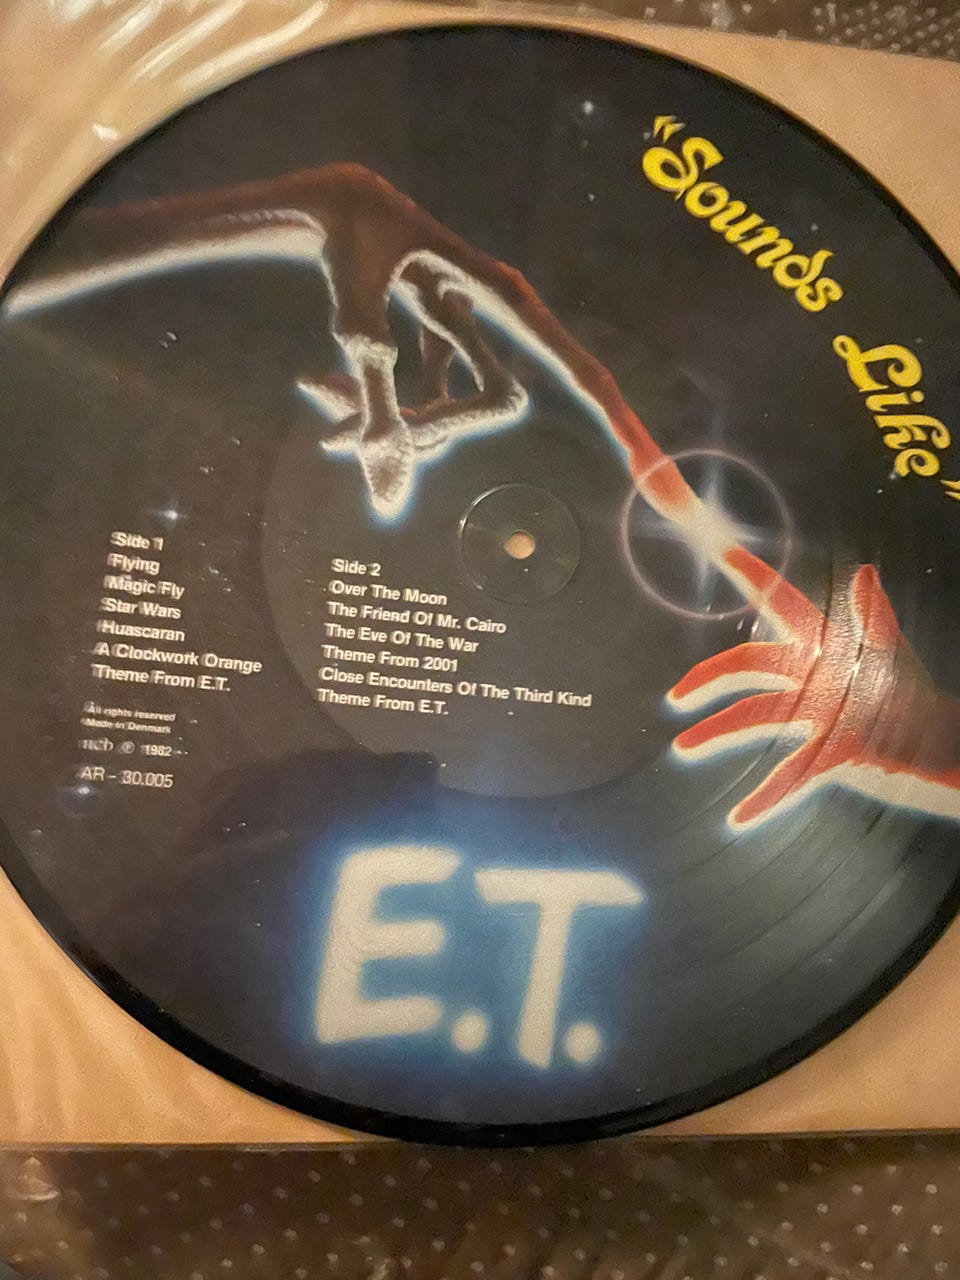 "Sounds Like"
Side 1
Flying
Magic Fly
Star Wars
Huascaran
A Clockwork Orange
Theme From E.T.
All rights reserved
Made in Denmark
ncb ℗ 1982
AR - 30.005
Side 2
Over The Moon
The Friend Of Mr. Cairo
The Eve Of The War
Theme From 2001
Close Encounters Of The Third Kind
Theme From E.T.
E.T.